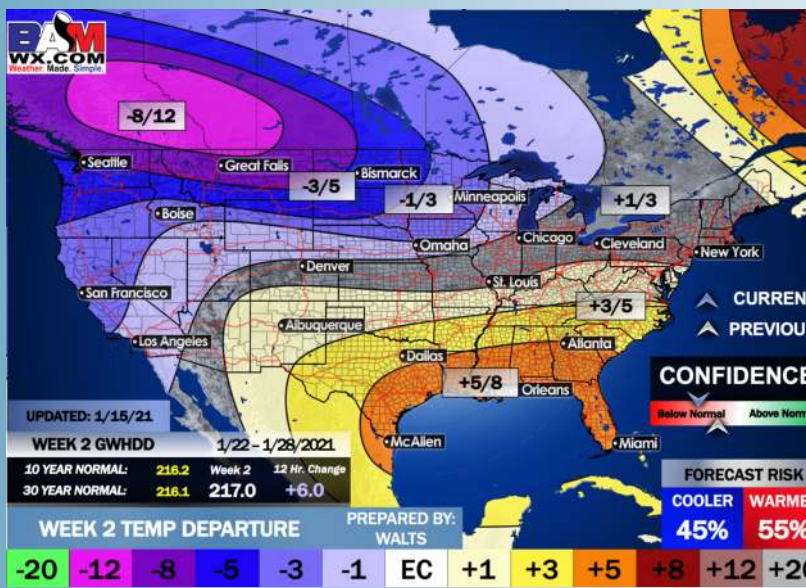 BAM
WX.COM
Weather. Made. Simple.
-8/12
Seattle
Great Falls
Bismarck
-3/5
-1/3
Minneapolis
+1/3
Boise
Omaha
Chicago
Cleveland
New York
Denver
St. Louis
San Francisco
+3/5
CURREN
PREVIOU
Albuquerque
Los Angeles
Atlanta
Dallas
+5/8
Orleans
CONFIDENCE
Below Normal
Above Norm
McAllen
Miami
UPDATED: 1/15/21
WEEK 2 GWHDD 1/22 - 1/28/2021
10 YEAR NORMAL: 216.2 Week 2 12 Hr. Change
30 YEAR NORMAL: 216.1 217.0 +6.0
FORECAST RISK
COOLER WARME
45% 55%
WEEK 2 TEMP DEPARTURE
PREPARED BY:
WALTS
-20 -12 -8 -5 -3 -1 EC +1 +3 +5 +8 +12 +20